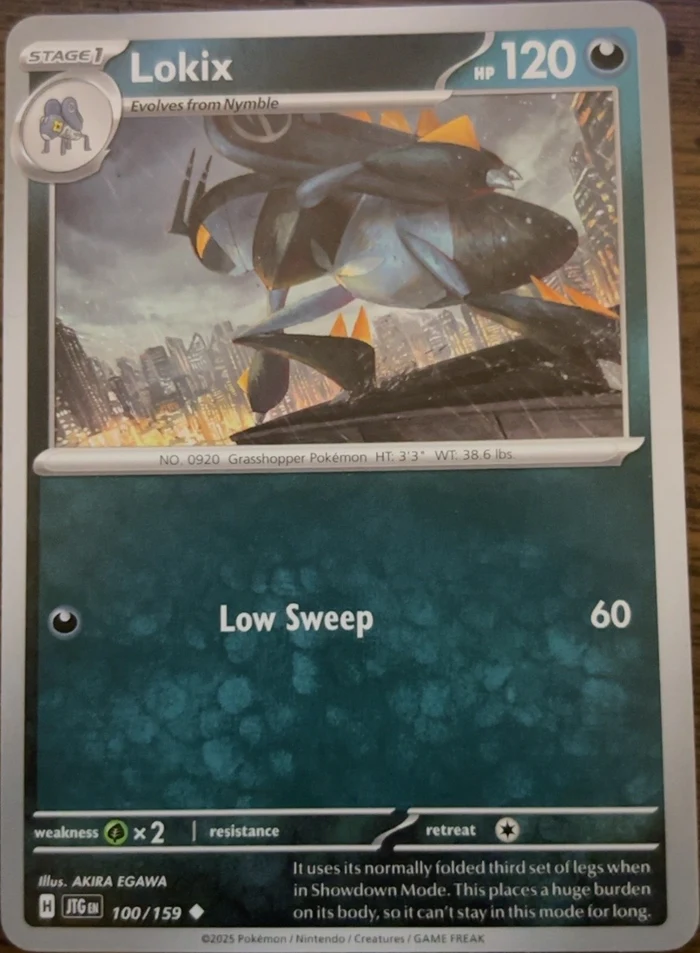 STAGE 1
Lokix
HP 120
Evolves from Nymble
NO. 0920 Grasshopper Pokémon HT: 3'3" WT: 38.6 lbs.
Low Sweep 60
weakness x2 resistance retreat
Illus. AKIRA EGAWA
It uses its normally folded third set of legs when
in Showdown Mode. This places a huge burden
on its body, so it can't stay in this mode for long.
H JTG EN 100/159
©2025 Pokémon / Nintendo / Creatures / GAME FREAK